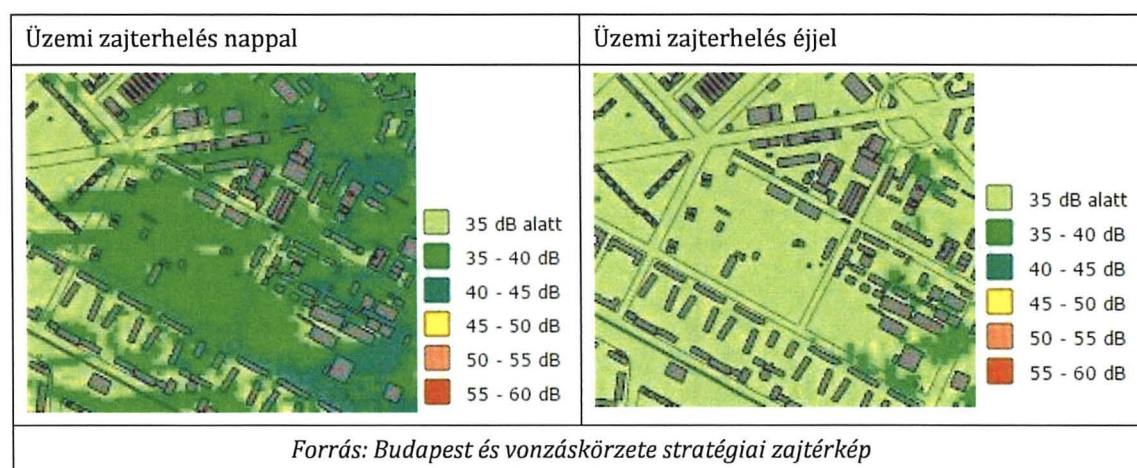 Üzemi zajterhelés nappal
Üzemi zajterhelés éjjel
35 dB alatt
35 - 40 dB
40 - 45 dB
45 - 50 dB
50 - 55 dB
55 - 60 dB
35 dB alatt
35 - 40 dB
40 - 45 dB
45 - 50 dB
50 - 55 dB
55 - 60 dB
Forrás: Budapest és vonzáskörzete stratégiai zajtérkép